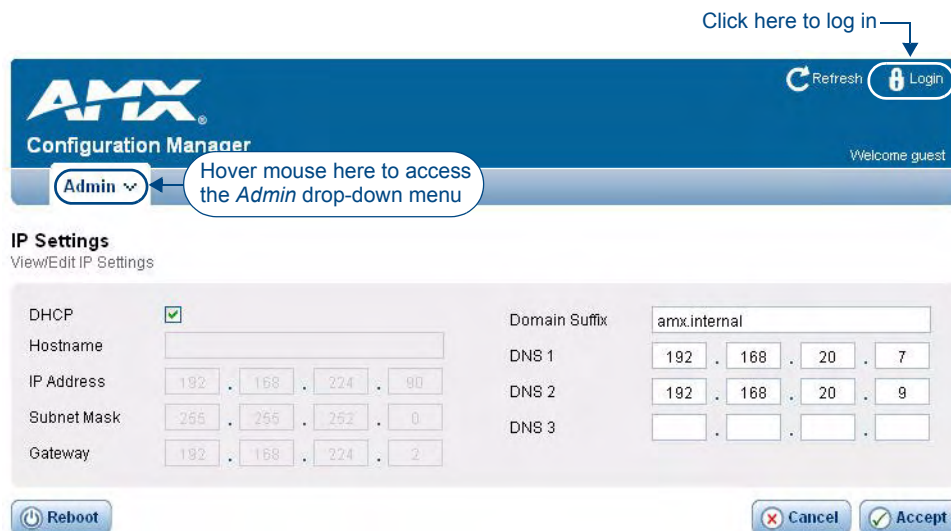 Click here to log in
AMX®
Refresh Login
Configuration Manager
Welcome guest
Admin
Hover mouse here to access
the Admin drop-down menu
IP Settings
View/Edit IP Settings
DHCP
Hostname
IP Address 192 . 168 . 224 . 90
Subnet Mask 255 . 255 . 252 . 0
Gateway 192 . 168 . 224 . 2
Domain Suffix amx.internal
DNS 1 192 . 168 . 20 . 7
DNS 2 192 . 168 . 20 . 9
DNS 3 . . .
Reboot
Cancel Accept